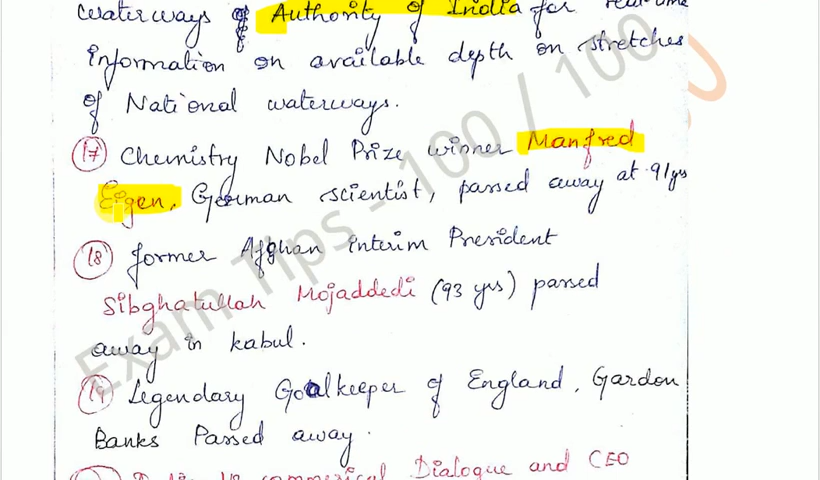 waterways of Authority of India for real-time
information on available depth on stretches
of National waterways.
17 Chemistry Nobel Prize winner Manfred
Eigen, German scientist, passed away at 91yrs
18 former Afghan interim President
Sibghatullah Mojaddedi (93 yrs) passed
away in kabul.
19 Legendary Goalkeeper of England, Gardon
Banks Passed away.
commerical Dialogue and CEO
Exam Tips - 100 / 100